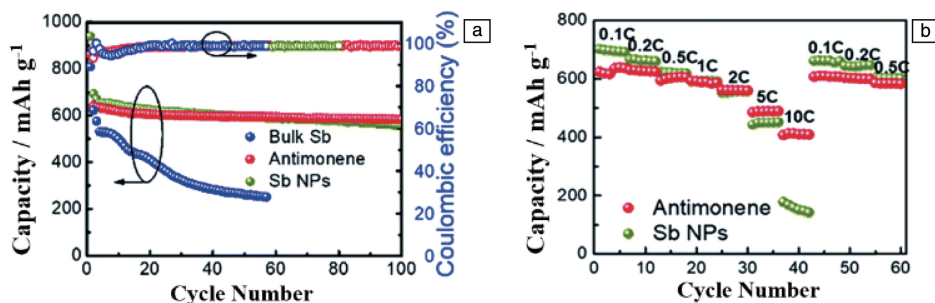 a
Capacity / mAh g⁻¹
1000
800
600
400
200
0
20
40
60
80
100
Cycle Number
Bulk Sb
Antimonene
Sb NPs
100
80
60
40
20
0
Coulombic efficiency (%)
b
Capacity / mAh g⁻¹
800
600
400
200
0
0
10
20
30
40
50
60
Cycle Number
0.1C
0.2C
0.5C
1C
2C
5C
10C
0.1C
0.2C
0.5C
Antimonene
Sb NPs